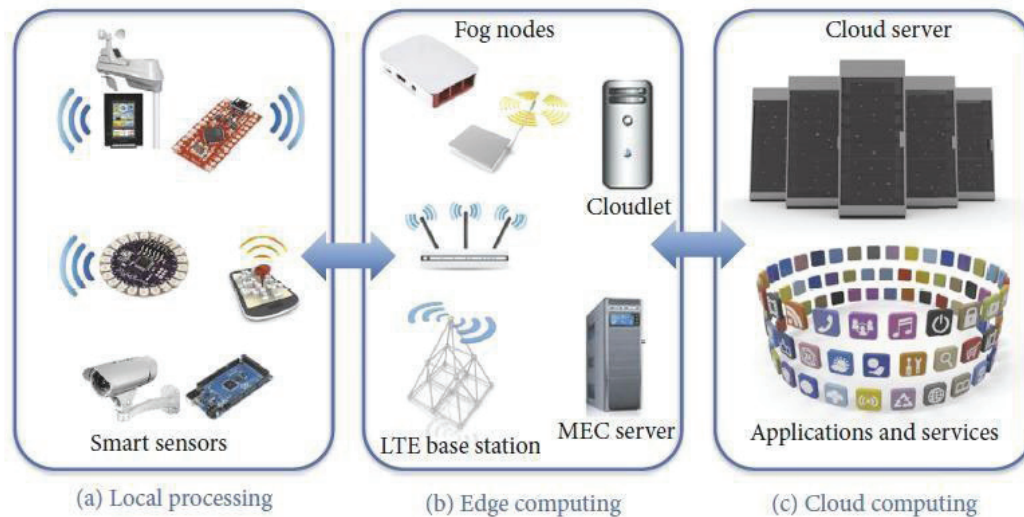 Fog nodes
Cloudlet
LTE base station
MEC server
Smart sensors
Cloud server
Applications and services
(a) Local processing
(b) Edge computing
(c) Cloud computing